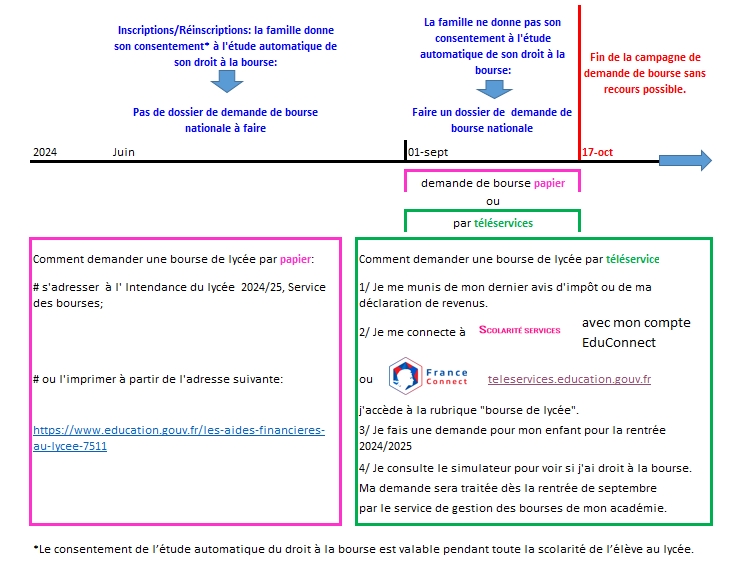 Inscriptions/Réinscriptions: la famille donne
son consentement* à l'étude automatique de
son droit à la bourse:
Pas de dossier de demande de bourse
nationale à faire
La famille ne donne pas son
consentement à l'étude
automatique de son droit à la
bourse:
Faire un dossier de demande de
bourse nationale
Fin de la campagne de
demande de bourse sans
recours possible.
2024 Juin 01-sept 17-oct
demande de bourse papier
ou
par téléservices
Comment demander une bourse de lycée par papier:
# s'adresser à l' Intendance du lycée 2024/25, Service
des bourses;
# ou l'imprimer à partir de l'adresse suivante:
https://www.education.gouv.fr/les-aides-financieres-
au-lycee-7511
Comment demander une bourse de lycée par téléservice
1/ Je me munis de mon dernier avis d'impôt ou de ma
déclaration de revenus.
2/ Je me connecte à SCOLARITÉ SERVICES avec mon compte
EduConnect
ou France
Connect teleservices.education.gouv.fr
j'accède à la rubrique "bourse de lycée".
3/ Je fais une demande pour mon enfant pour la rentrée
2024/2025
4/ Je consulte le simulateur pour voir si j'ai droit à la bourse.
Ma demande sera traitée dès la rentrée de septembre
par le service de gestion des bourses de mon académie.
*Le consentement de l'étude automatique du droit à la bourse est valable pendant toute la scolarité de l'élève au lycée.